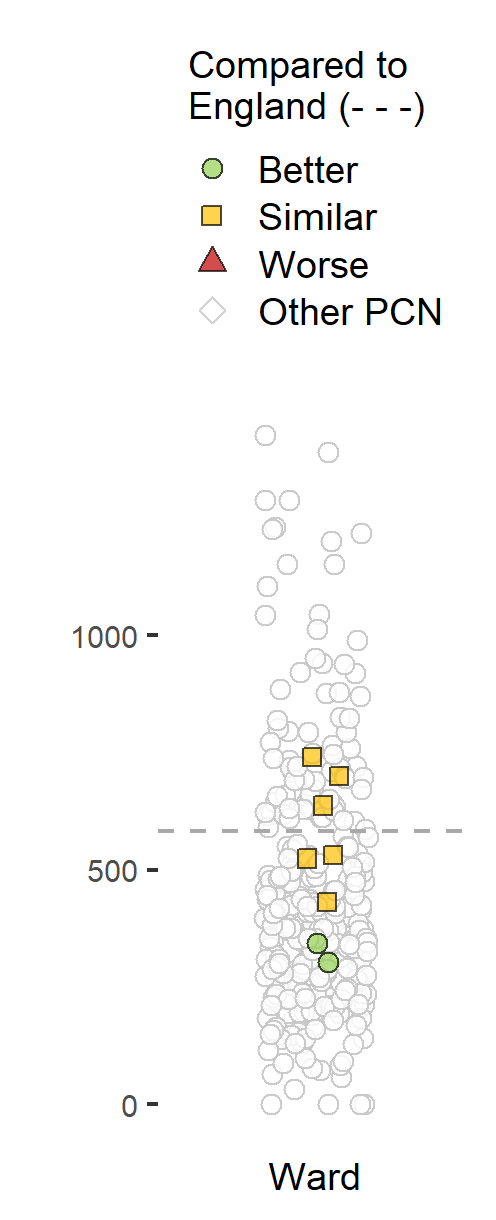 Compared to
England (- - -)
Better
Similar
Worse
Other PCN
1000
500
0
Ward